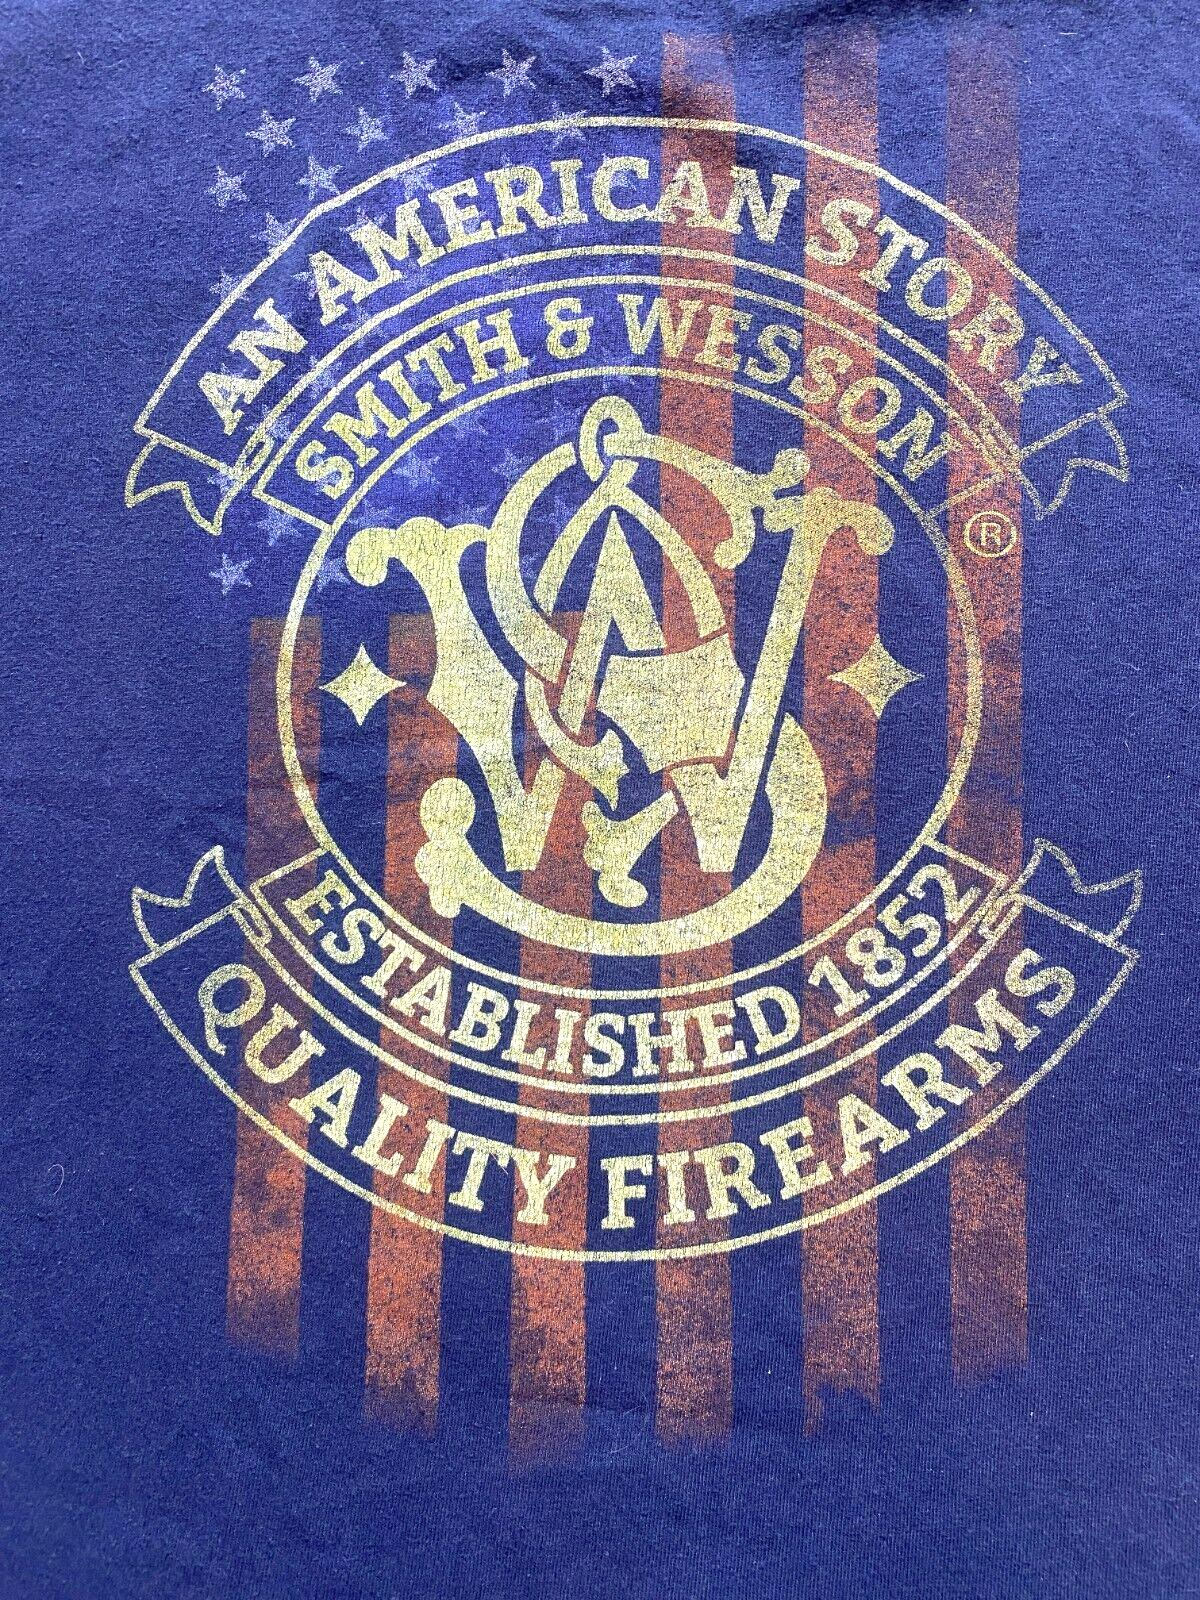 AN AMERICAN STORY
SMITH & WESSON
®
S&W
ESTABLISHED 1852
QUALITY FIREARMS